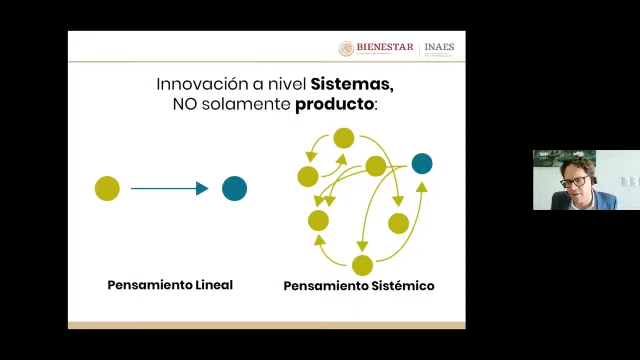 BIENESTAR
INAES
Innovación a nivel Sistemas,
NO solamente producto:
Pensamiento Lineal
Pensamiento Sistémico